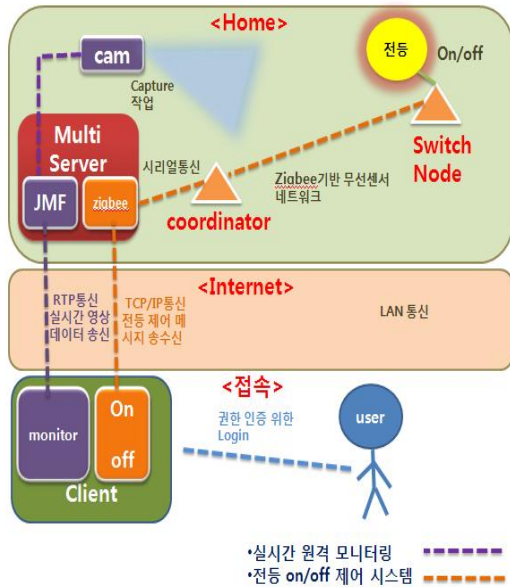 <Home>
cam
Capture
작업
전등
On/off
Multi
Server
JMF
zigbee
시리얼통신
coordinator
Zigbee기반 무선센서
네트워크
Switch
Node
<Internet>
RTP통신
실시간 영상
데이터 송신
TCP/IP통신
전등 제어 메
시지 송수신
LAN 통신
<접속>
monitor
On
off
Client
권한 인증 위한
Login
user
•실시간 원격 모니터링
•전등 on/off 제어 시스템